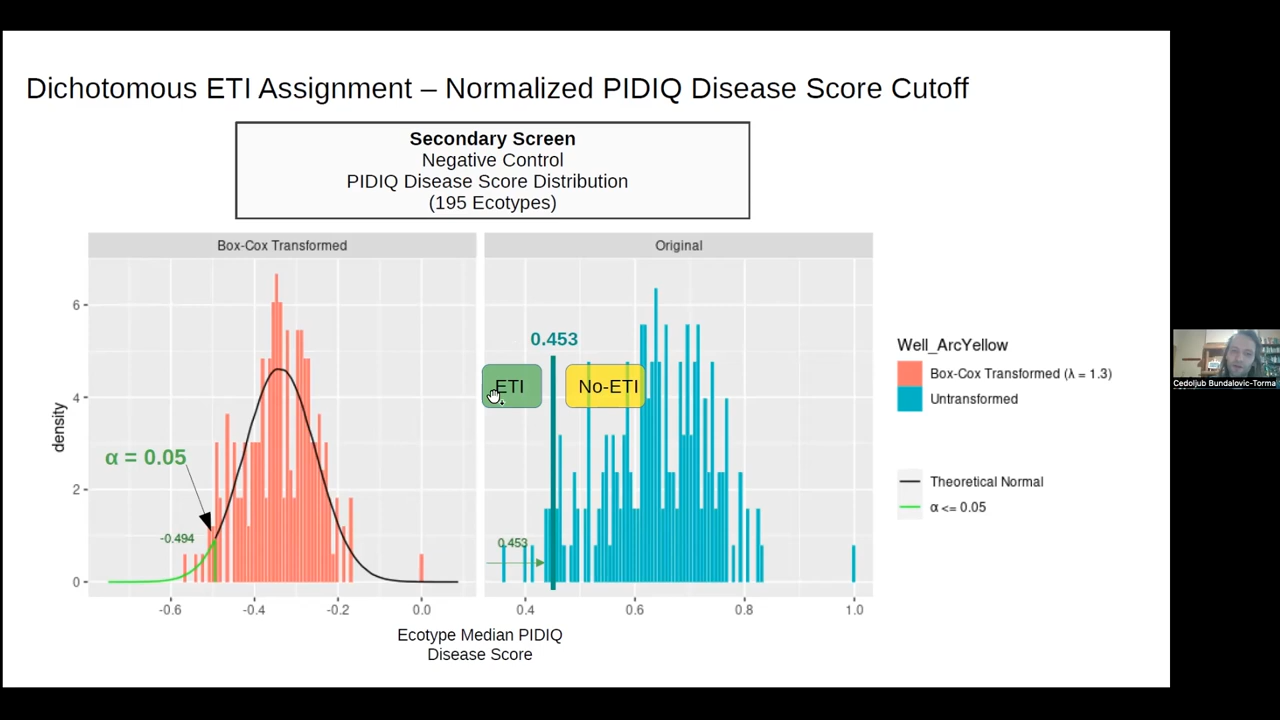 Dichotomous ETI Assignment – Normalized PIDIQ Disease Score Cutoff
Secondary Screen
Negative Control
PIDIQ Disease Score Distribution
(195 Ecotypes)
Box-Cox Transformed
Original
density
6
4
2
0
α = 0.05
-0.494
0.453
ETI
No-ETI
0.453
-0.6
-0.4
-0.2
0.0
0.4
0.6
0.8
1.0
Ecotype Median PIDIQ
Disease Score
Well_ArcYellow
Box-Cox Transformed (λ = 1.3)
Untransformed
Theoretical Normal
α <= 0.05
Cedoljub Bundalovic-Torma